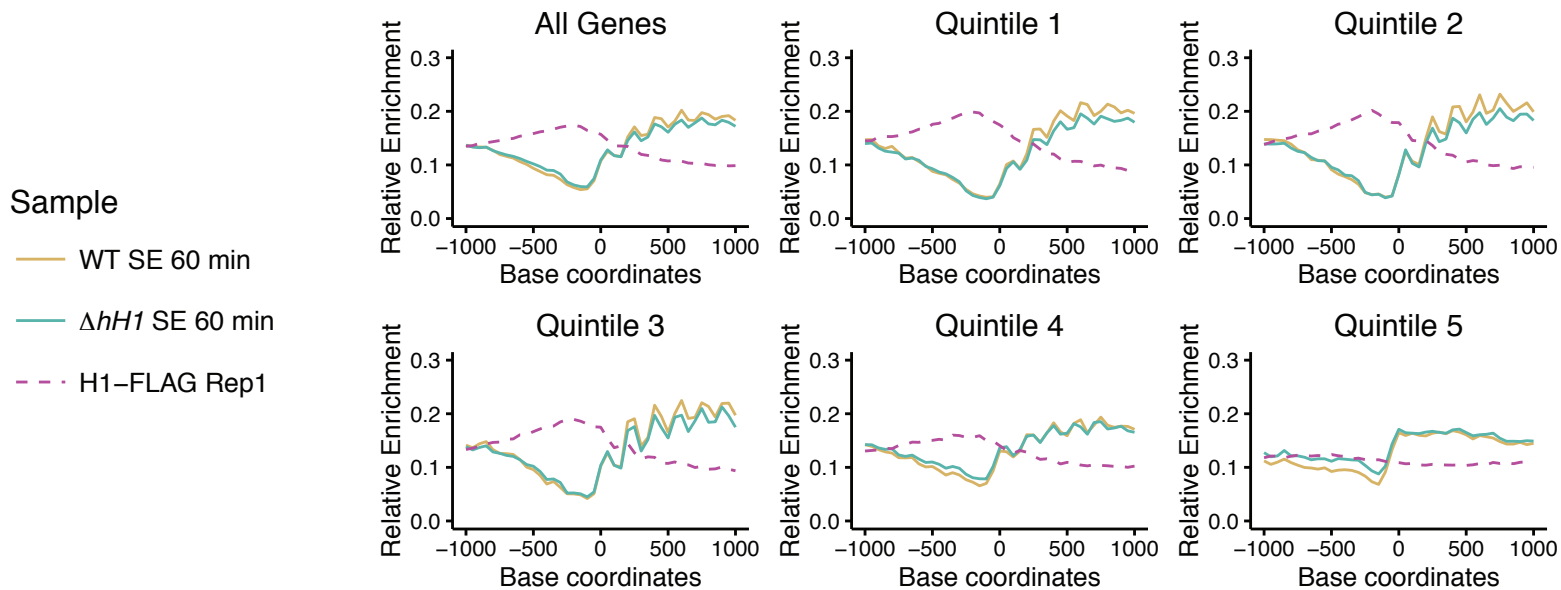 Sample
WT SE 60 min
ΔhH1 SE 60 min
H1−FLAG Rep1
All Genes
Relative Enrichment
0.3
0.2
0.1
0.0
−1000 −500 0 500 1000
Base coordinates
Quintile 1
Relative Enrichment
0.3
0.2
0.1
0.0
−1000 −500 0 500 1000
Base coordinates
Quintile 2
Relative Enrichment
0.3
0.2
0.1
0.0
−1000 −500 0 500 1000
Base coordinates
Quintile 3
Relative Enrichment
0.3
0.2
0.1
0.0
−1000 −500 0 500 1000
Base coordinates
Quintile 4
Relative Enrichment
0.3
0.2
0.1
0.0
−1000 −500 0 500 1000
Base coordinates
Quintile 5
Relative Enrichment
0.3
0.2
0.1
0.0
−1000 −500 0 500 1000
Base coordinates